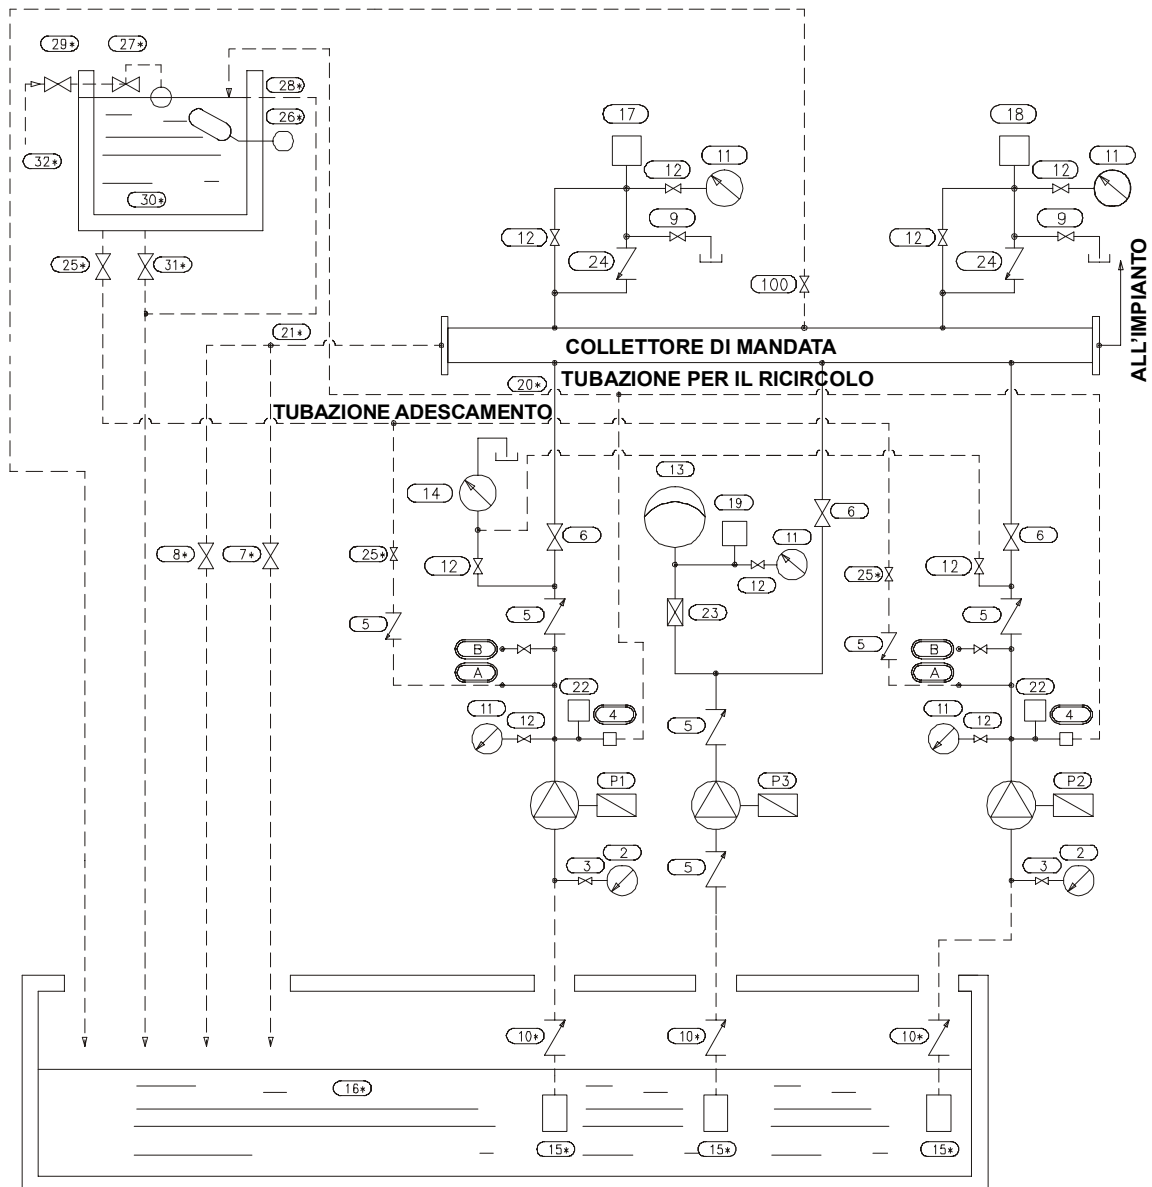 29* 27*
28*
26*
17 18
32* 12 11 12 11
30*
9 9
12 12
25* 31* 24 24
100
21*
COLLETTORE DI MANDATA
ALL'IMPIANTO
20* TUBAZIONE PER IL RICIRCOLO
TUBAZIONE ADESCAMENTO
13
14 19
6 6 6
11
8* 7* 25* 12 12 25* 12
5 23 5
5 B 5 B
A A
22 22
11 12 4 5 11 12 4
P1 P3 P2
3 2 5 3 2
10* 10* 10*
16*
15* 15* 15*